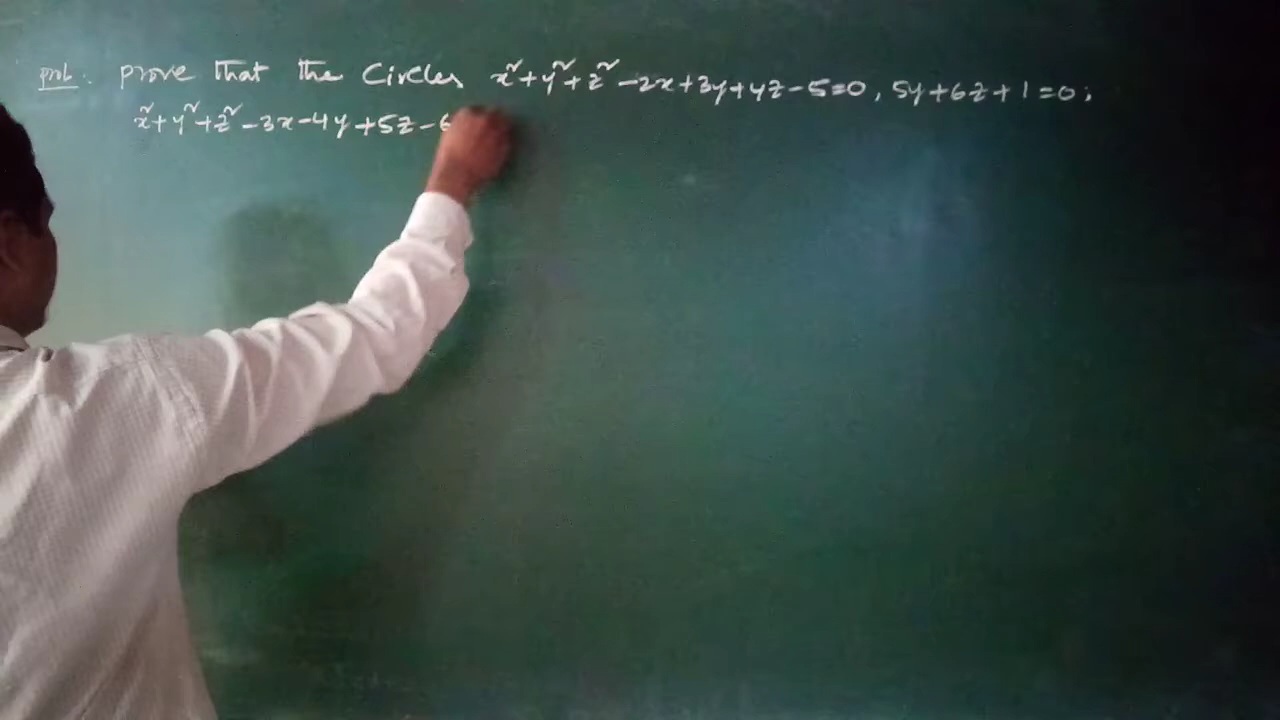 prob. prove that the Circles x²+y²+z²-2x+3y+4z-5=0, 5y+6z+1=0;
x²+y²+z²-3x-4y+5z-6